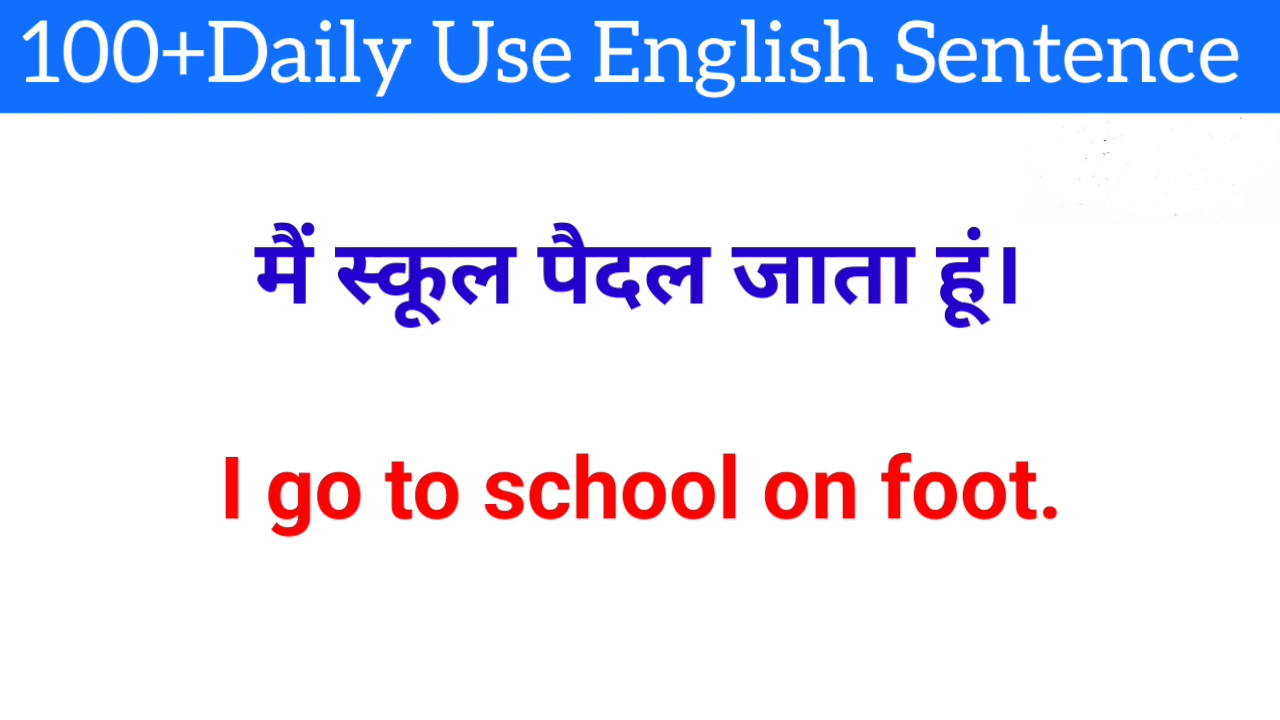 100+Daily Use English Sentence
मैं स्कूल पैदल जाता हूं।
I go to school on foot.